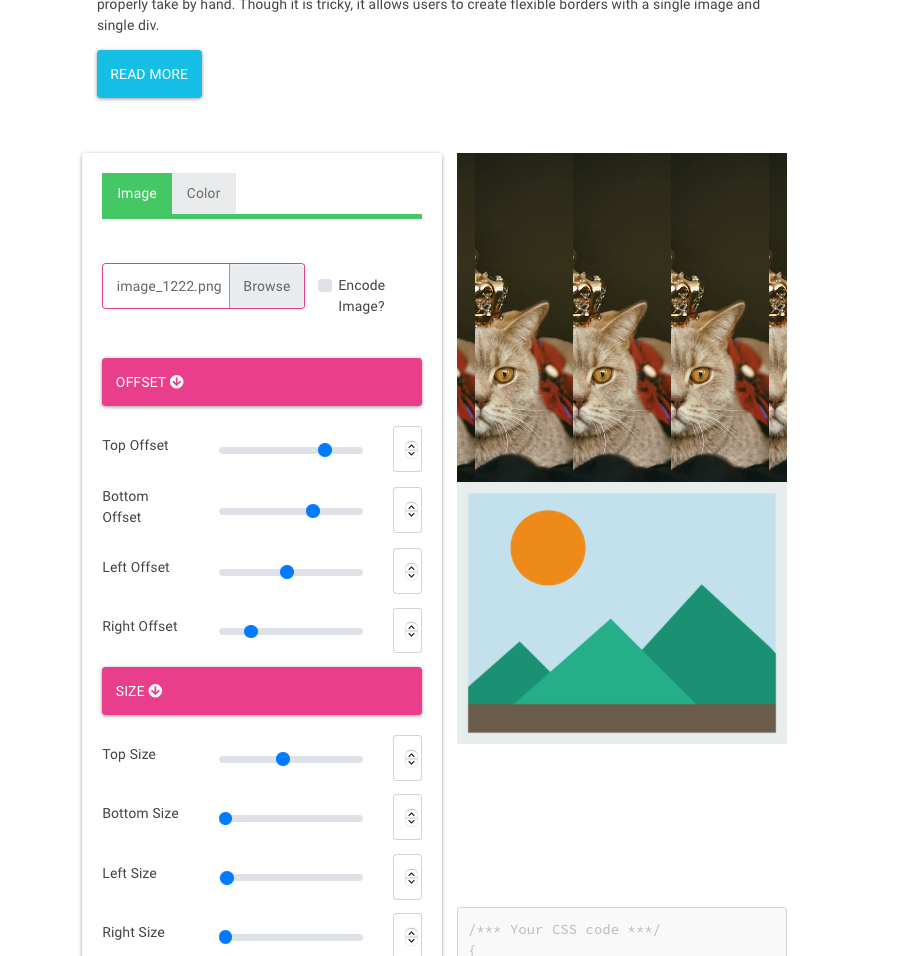 properly take by hand. Though it is tricky, it allows users to create flexible borders with a single image and
single div.
READ MORE
Image
Color
image_1222.png
Browse
Encode
Image?
OFFSET
Top Offset
Bottom
Offset
Left Offset
Right Offset
SIZE
Top Size
Bottom Size
Left Size
Right Size
/*** Your CSS code ***/
{